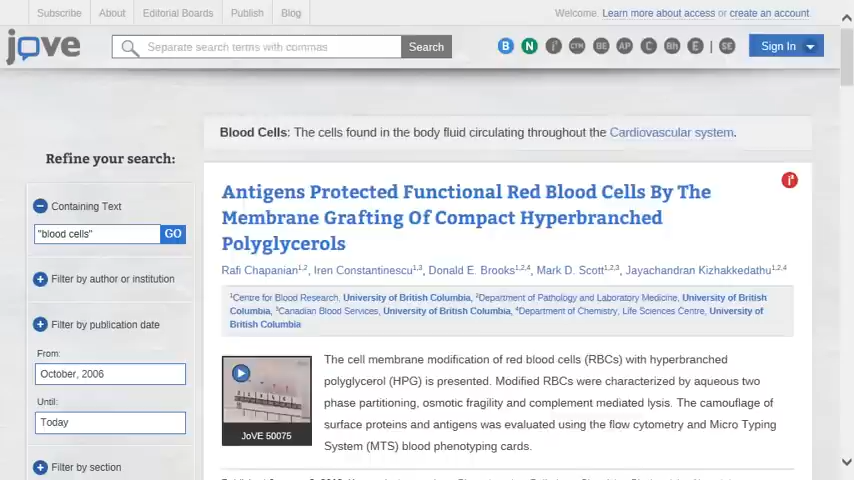 Subscribe About Editorial Boards Publish Blog
Welcome. Learn more about access or create an account
jove
Separate search terms with commas Search
B N i² CYM BE AP C Bh E | SE
Sign In
Blood Cells: The cells found in the body fluid circulating throughout the Cardiovascular system.
Refine your search:
Containing Text
"blood cells" GO
Filter by author or institution
Filter by publication date
From:
October, 2006
Until:
Today
Filter by section
Antigens Protected Functional Red Blood Cells By The
Membrane Grafting Of Compact Hyperbranched
Polyglycerols
Rafi Chapanian1,2, Iren Constantinescu1,3, Donald E. Brooks1,2,4, Mark D. Scott1,2,3, Jayachandran Kizhakkedathu1,2,4
1Centre for Blood Research, University of British Columbia, 2Department of Pathology and Laboratory Medicine, University of British
Columbia, 3Canadian Blood Services, University of British Columbia, 4Department of Chemistry, Life Sciences Centre, University of
British Columbia
JoVE 50075
The cell membrane modification of red blood cells (RBCs) with hyperbranched
polyglycerol (HPG) is presented. Modified RBCs were characterized by aqueous two
phase partitioning, osmotic fragility and complement mediated lysis. The camouflage of
surface proteins and antigens was evaluated using the flow cytometry and Micro Typing
System (MTS) blood phenotyping cards.